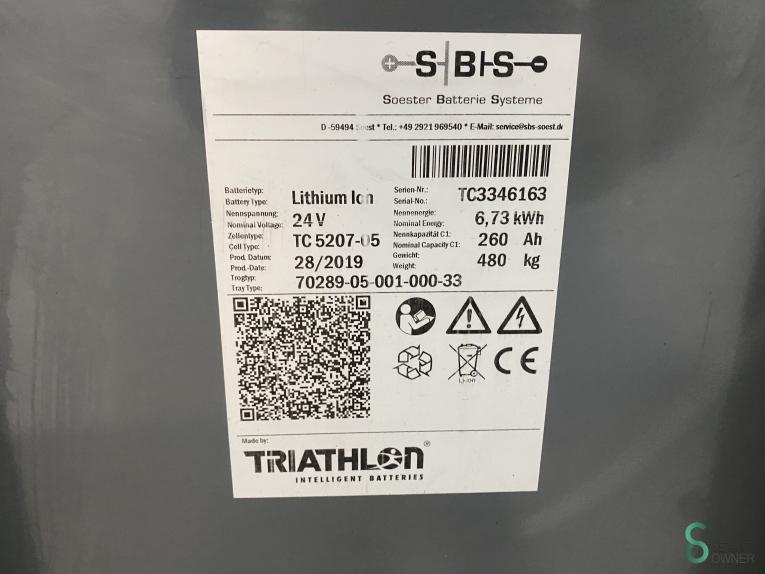 S|B|-S
Soester Batterie Systeme
D -59494 Soest * Tel.: +49 2921 969540 * E-Mail: service@sbs-soest.de
Batterietyp:
Battery Type: Lithium Ion
Serien-Nr.:
Serial-No.: TC3346163
Nennspannung:
Nominal Voltage: 24 V
Nennenergie:
Nominal Energy: 6,73 kWh
Zellentyp:
Cell Type: TC 5207-05
Nennkapazität C1:
Nominal Capacity C1: 260 Ah
Prod. Datum:
Prod.-Date: 28/2019
Gewicht:
Weight: 480 kg
Trogtyp:
Tray Type: 70289-05-001-000-33
Li-Ion
CE
Made by:
TRIATHLON®
INTELLIGENT BATTERIES
OWNER